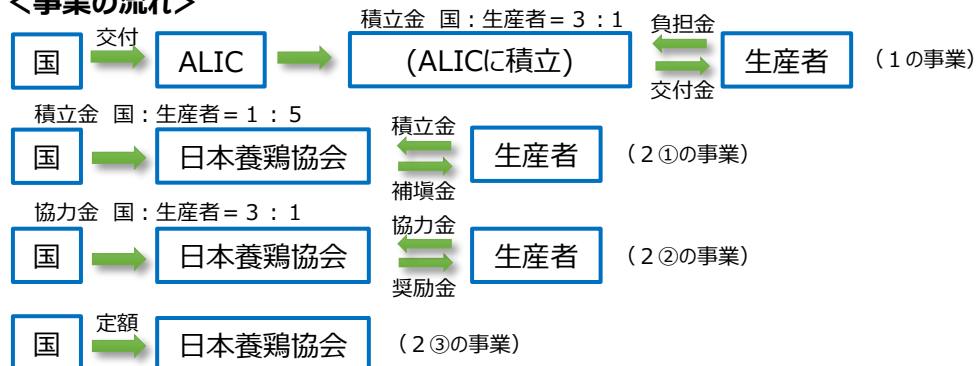 ＜事業の流れ＞
積立金 国：生産者＝３：１
国 交付 ALIC (ALICに積立) 負担金 交付金 生産者 （１の事業）
積立金 国：生産者＝１：５
国 日本養鶏協会 積立金 補塡金 生産者 （２①の事業）
協力金 国：生産者＝３：１
国 日本養鶏協会 協力金 奨励金 生産者 （２②の事業）
国 定額 日本養鶏協会 （２③の事業）